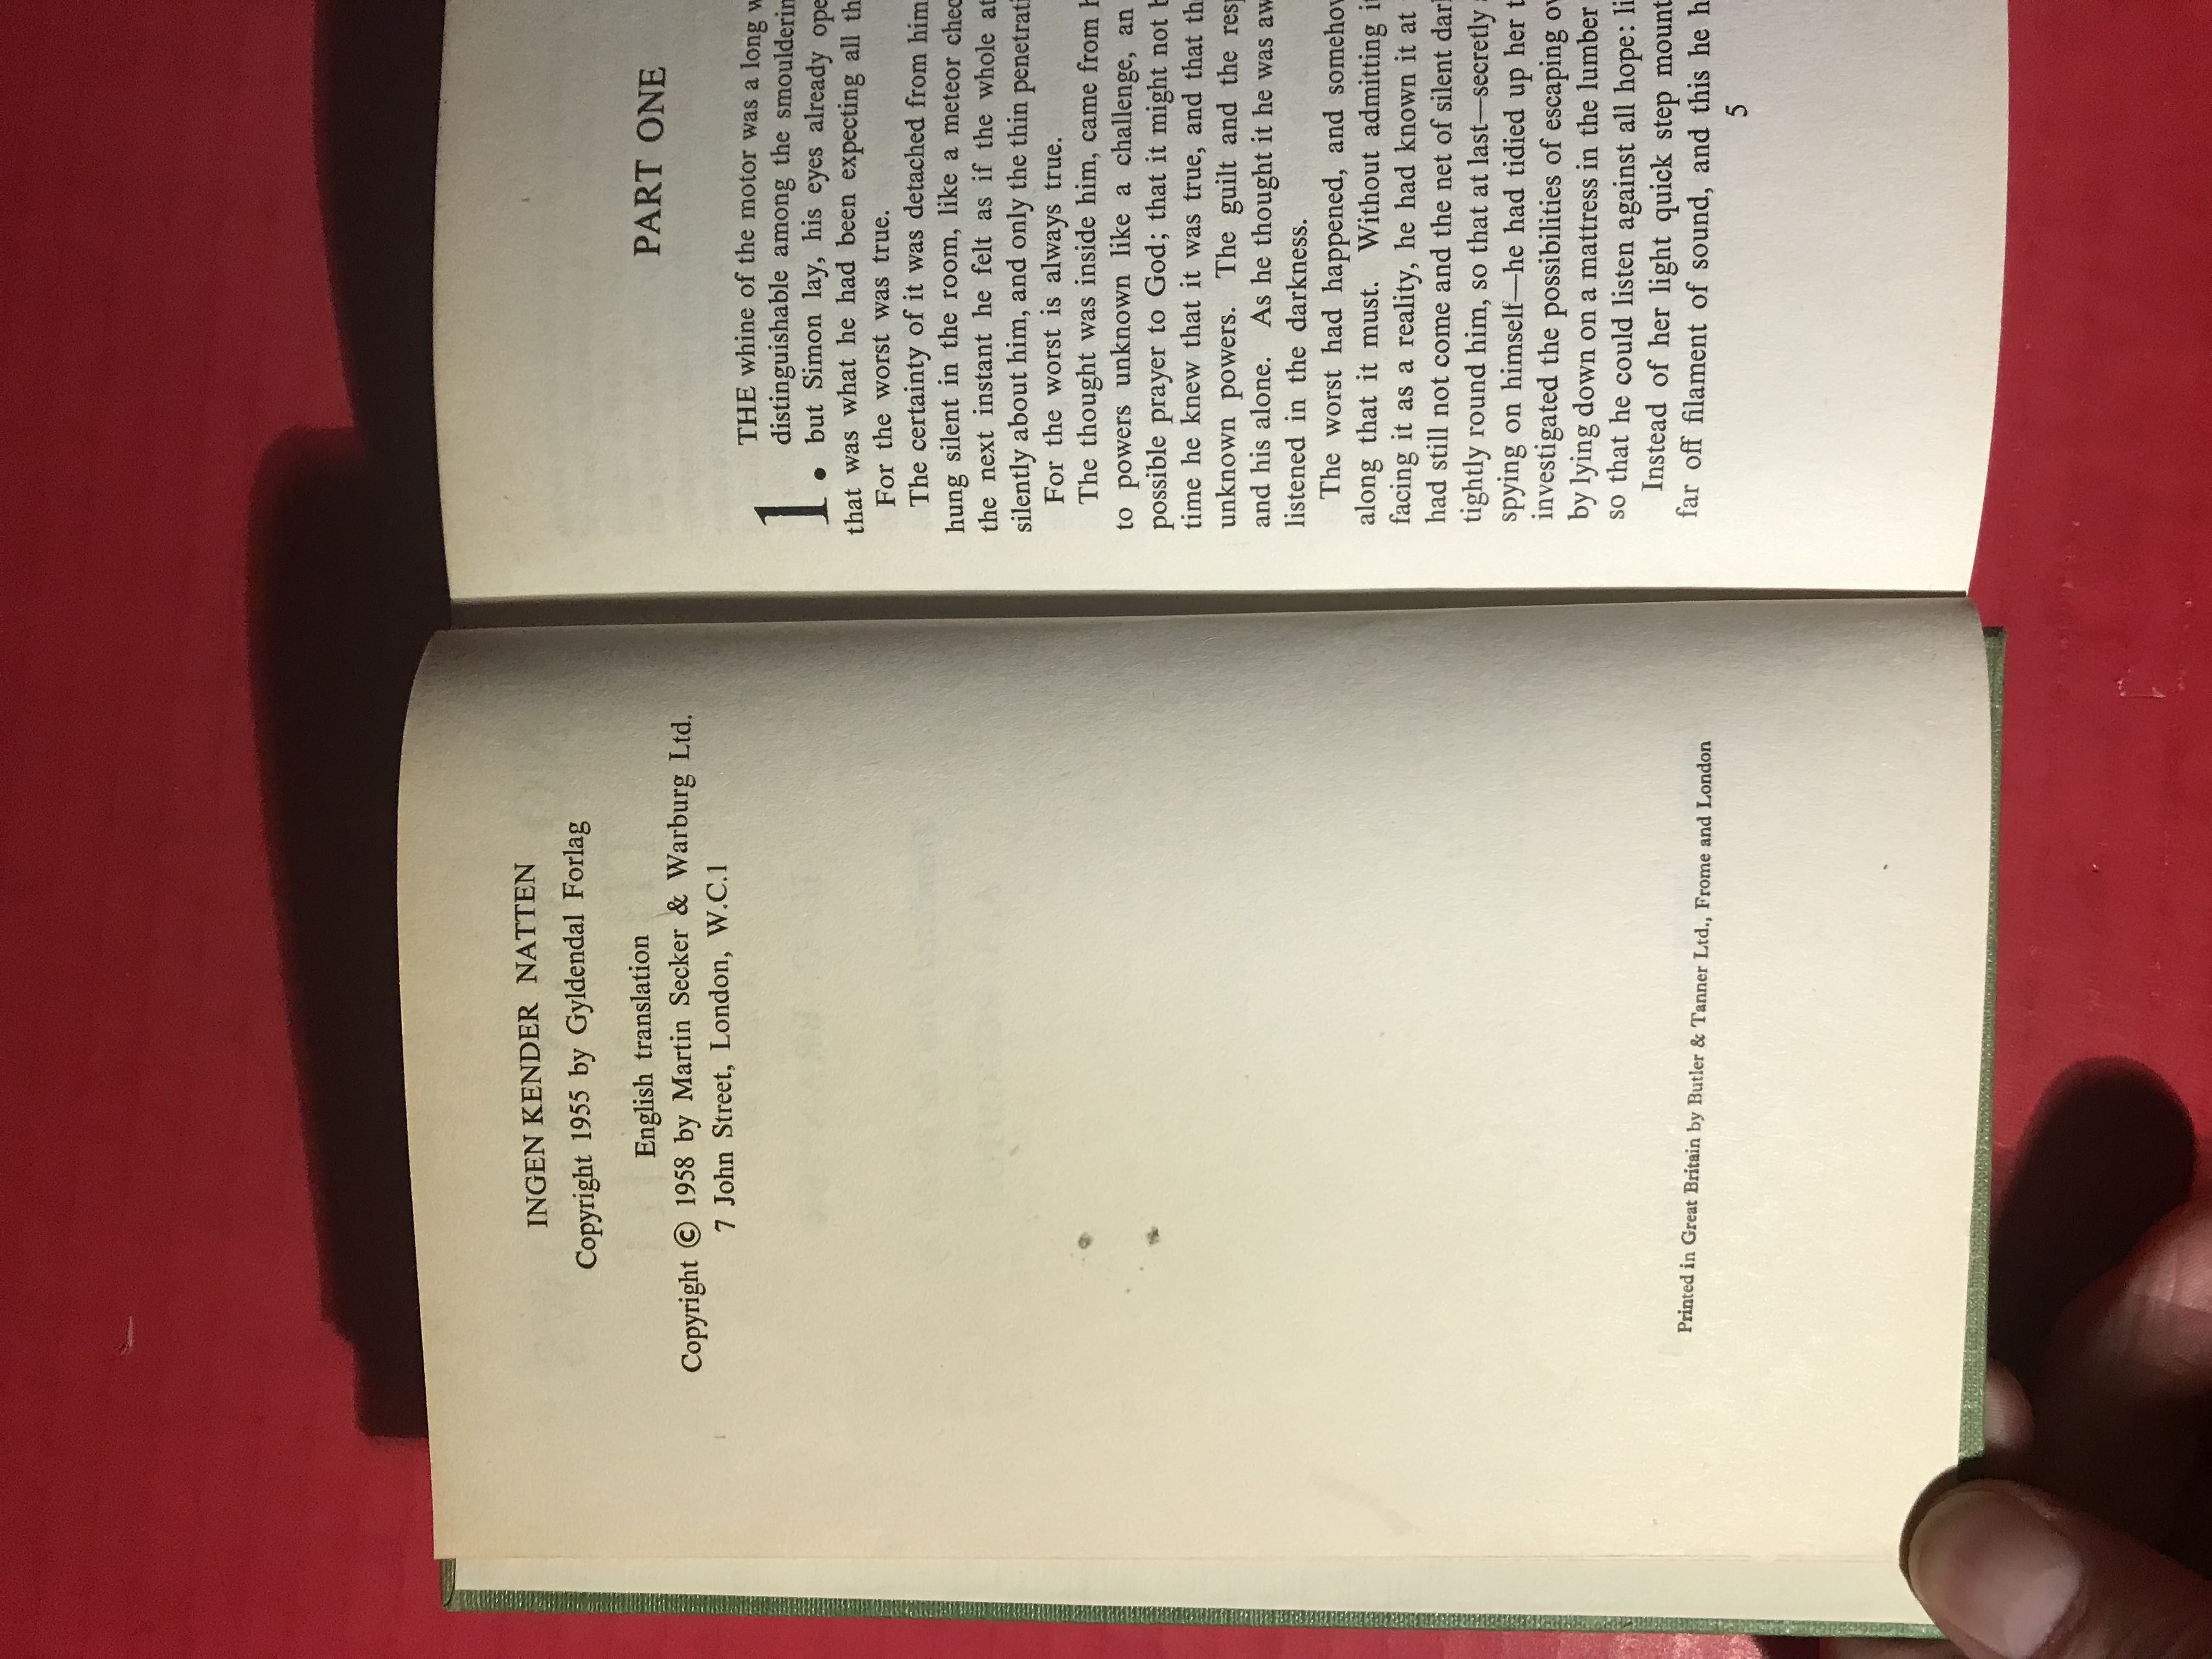 INGEN KENDER NATTEN
Copyright 1955 by Gyldendal Forlag
English translation
Copyright © 1958 by Martin Secker & Warburg Ltd.
7 John Street, London, W.C.1
Printed in Great Britain by Butler & Tanner Ltd., Frome and London
PART ONE
1. THE whine of the motor was a long
distinguishable among the
but Simon lay, his eyes already
that was what he had been expecting all
For the worst was true.
The certainty of it was detached from him
hung silent in the room, like a meteor
the next instant he felt as if the whole
silently about him, and only the thin
For the worst is always true.
The thought was inside him, came from
to powers unknown like a challenge, an
possible prayer to God; that it might not
time he knew that it was true, and that
unknown powers. The guilt and the
and his alone. As he thought it he was
listened in the darkness.
The worst had happened, and
along that it must. Without admitting
facing it as a reality, he had known it at
had still not come and the net of silent
tightly round him, so that at last—secretly
spying on himself—he had tidied up her
investigated the possibilities of escaping
by lying down on a mattress in the lumber
so that he could listen against all hope:
Instead of her light quick step
far off filament of sound, and this he
5